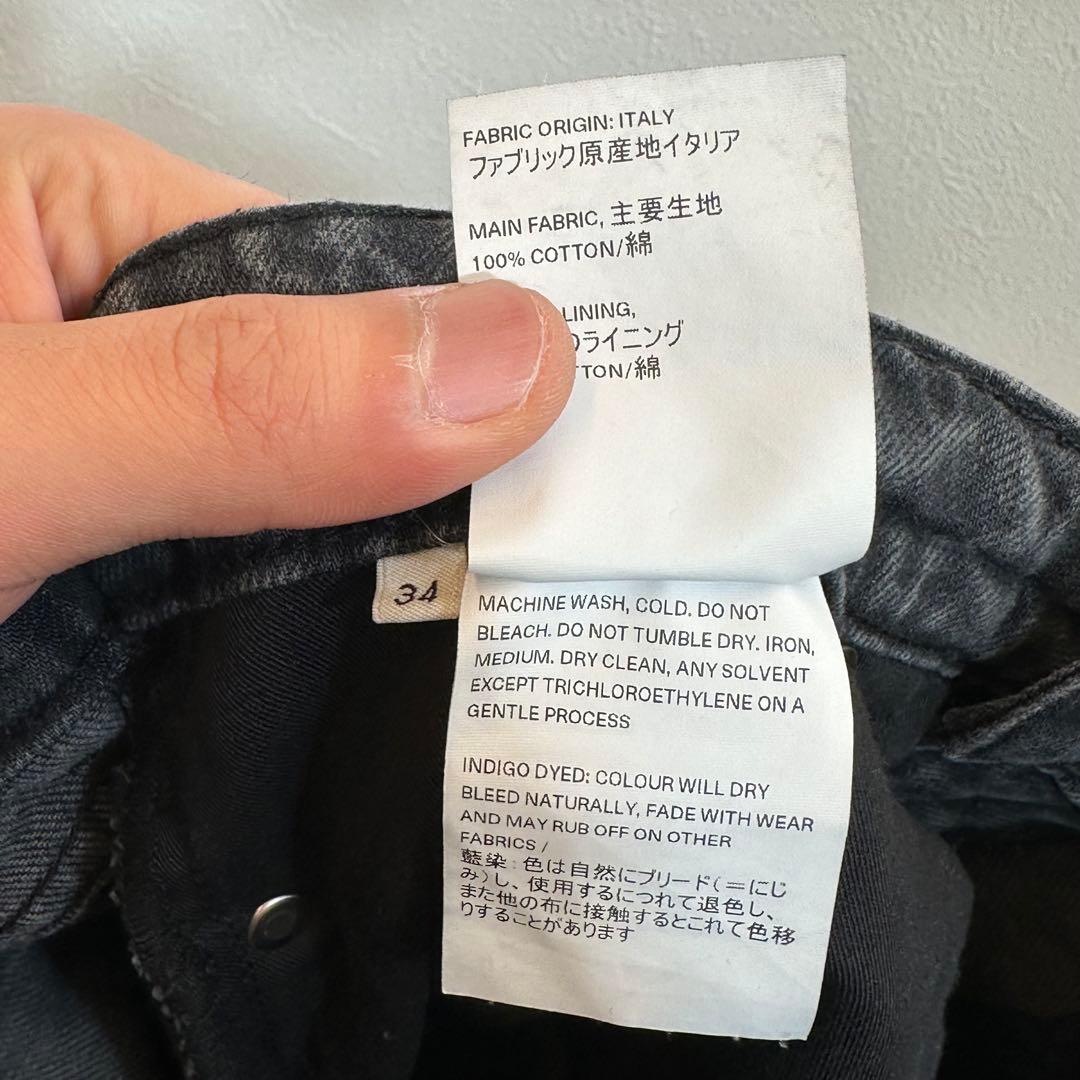 FABRIC ORIGIN: ITALY
ファブリック原産地イタリア
MAIN FABRIC, 主要生地
100% COTTON/綿
LINING,
ライニング
TTON/綿
34
MACHINE WASH, COLD. DO NOT
BLEACH. DO NOT TUMBLE DRY. IRON,
MEDIUM. DRY CLEAN, ANY SOLVENT
EXCEPT TRICHLOROETHYLENE ON A
GENTLE PROCESS
INDIGO DYED: COLOUR WILL DRY
BLEED NATURALLY, FADE WITH WEAR
AND MAY RUB OFF ON OTHER
FABRICS /
藍染:色は自然にブリード(=にじ
み)し、使用するにつれて退色し、
また他の布に接触するとこれて色移
りすることがあります